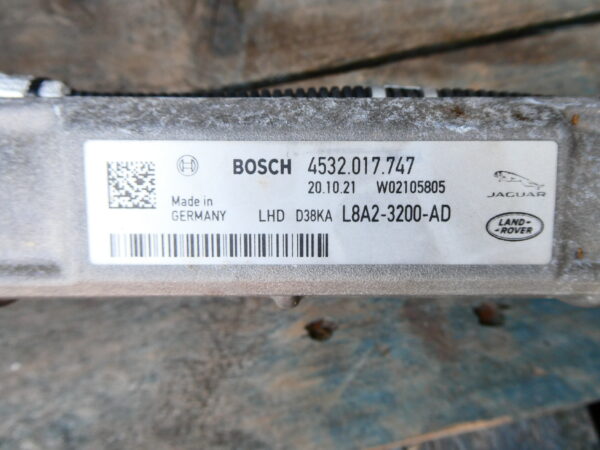 BOSCH 4532.017.747
20.10.21 W02105805
Made in
GERMANY LHD D38KA L8A2-3200-AD
JAGUAR
LAND-
ROVER